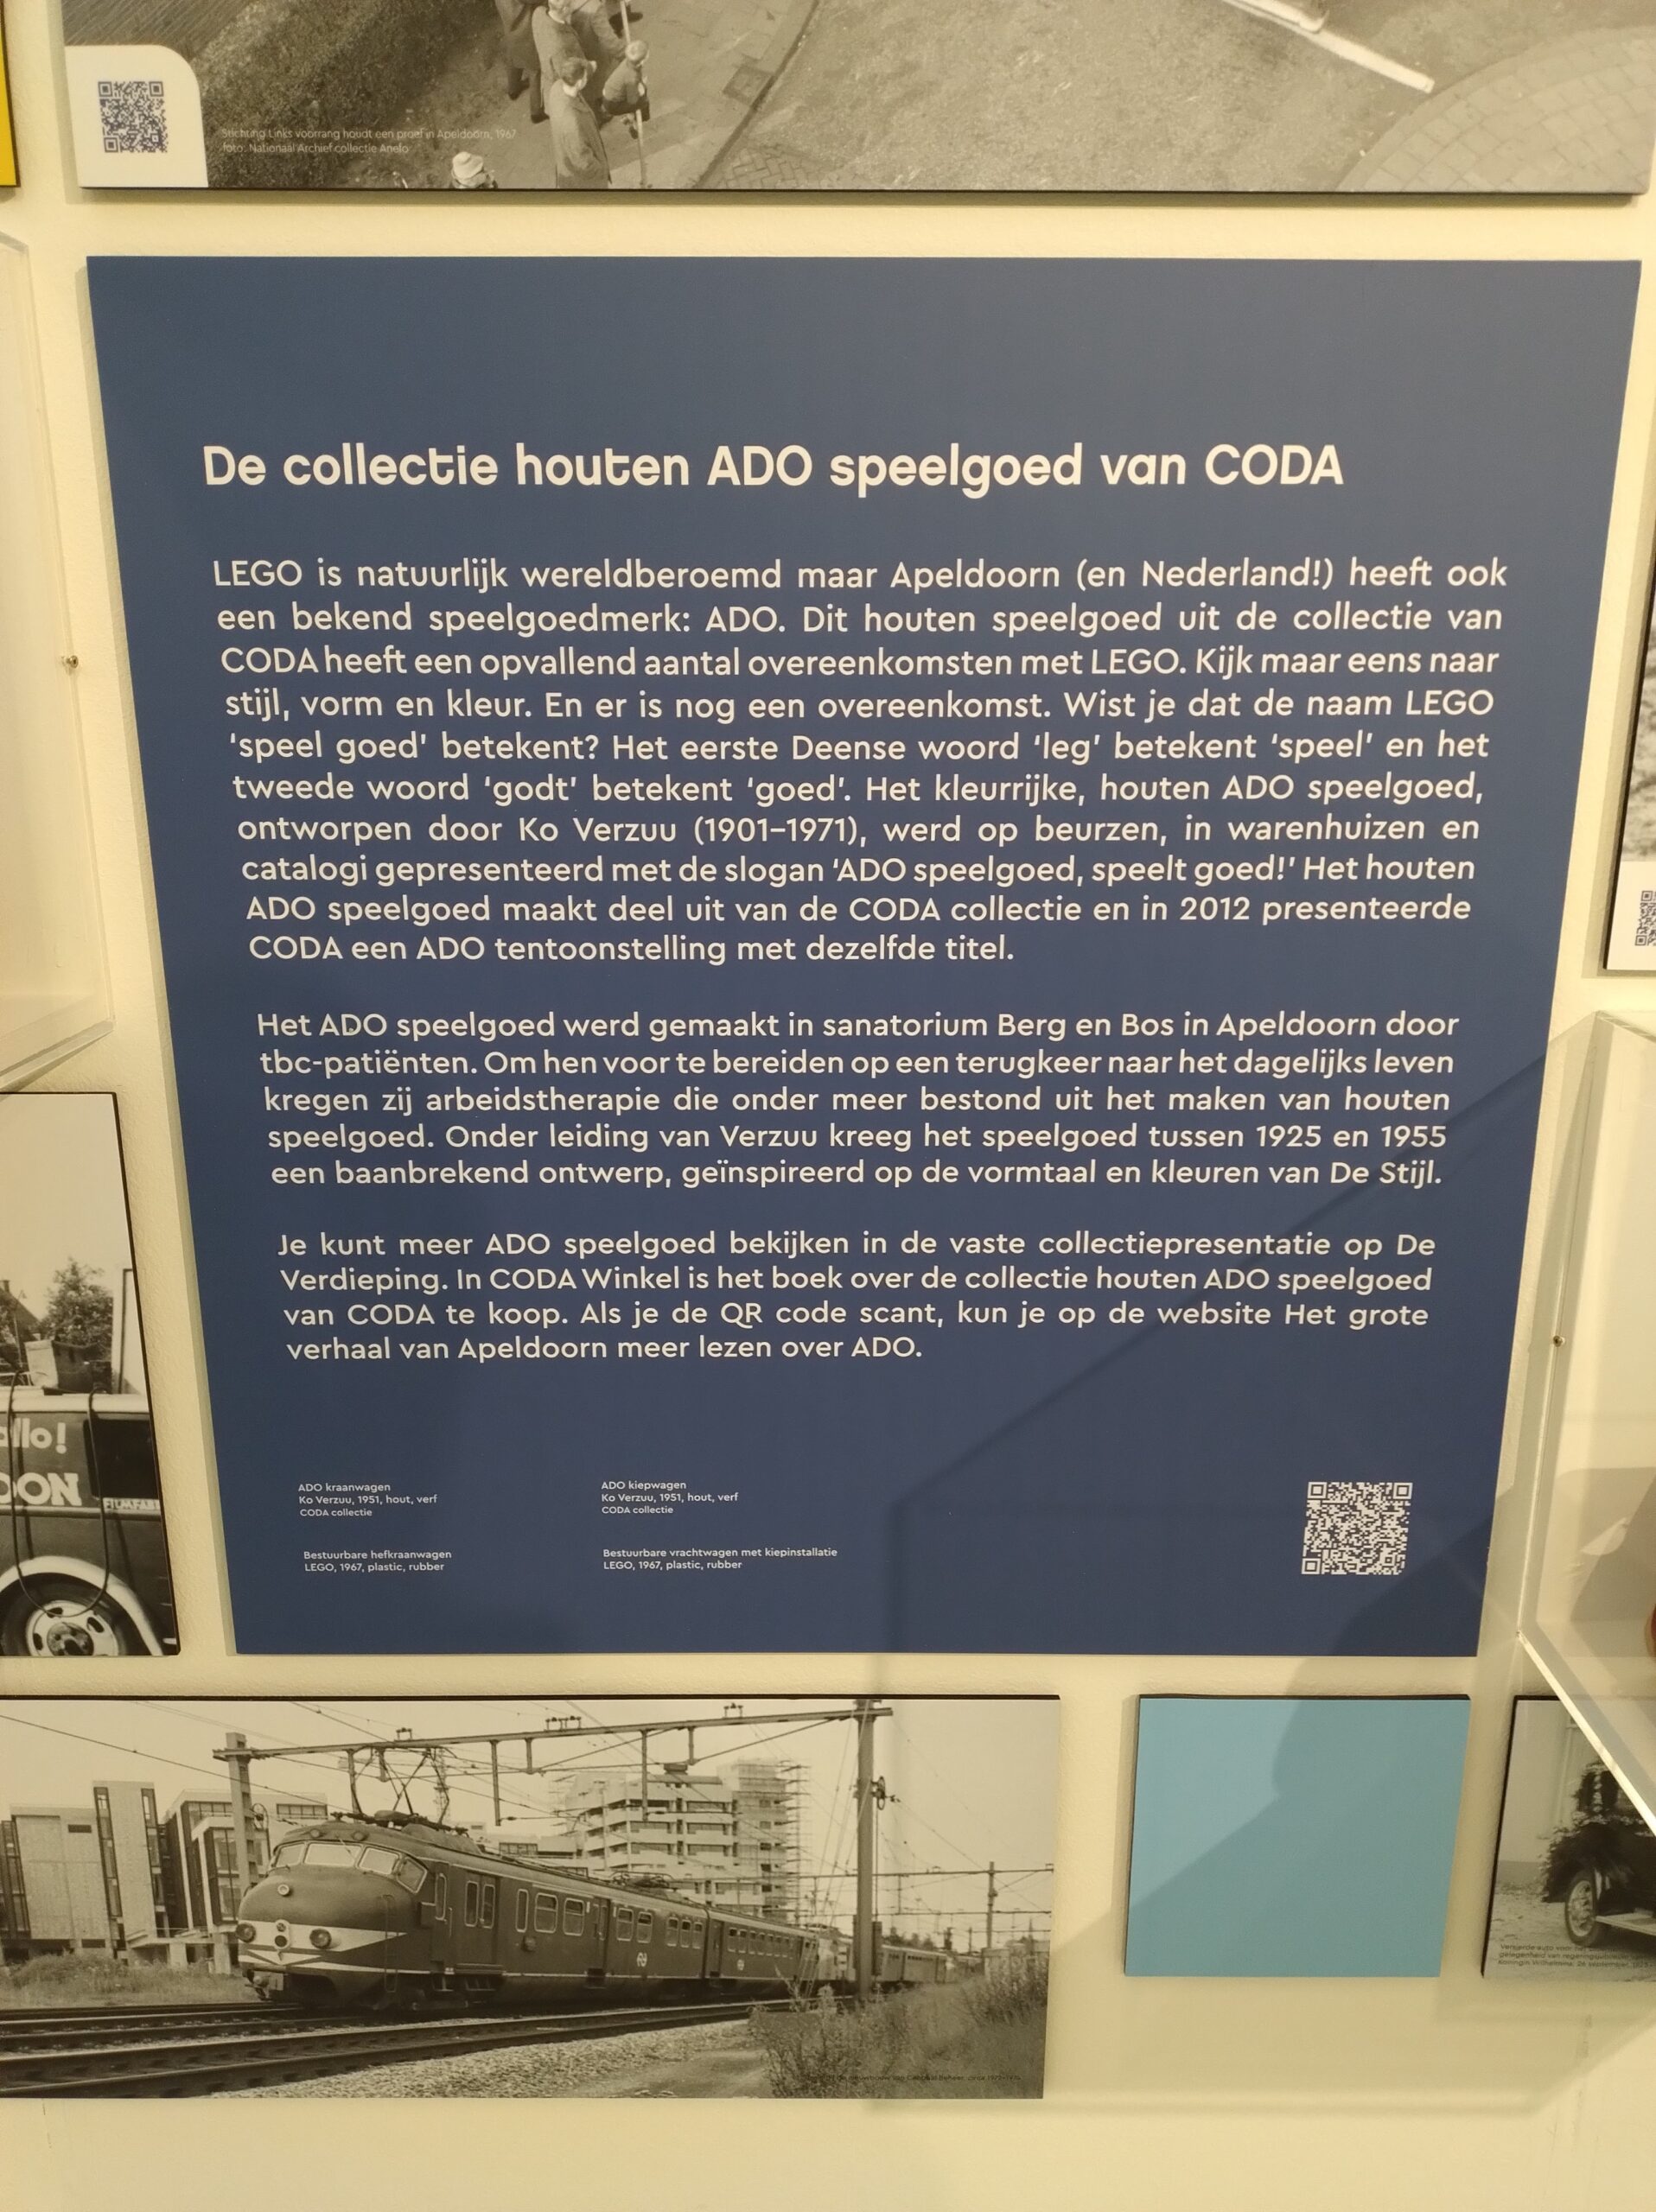 Stichting Links voorrang houdt een proef in Apeldoorn, 1967
foto: Nationaal Archief collectie Anefo
De collectie houten ADO speelgoed van CODA
LEGO is natuurlijk wereldberoemd maar Apeldoorn (en Nederland!) heeft ook
een bekend speelgoedmerk: ADO. Dit houten speelgoed uit de collectie van
CODA heeft een opvallend aantal overeenkomsten met LEGO. Kijk maar eens naar
stijl, vorm en kleur. En er is nog een overeenkomst. Wist je dat de naam LEGO
‘speel goed’ betekent? Het eerste Deense woord ‘leg’ betekent ‘speel’ en het
tweede woord ‘godt’ betekent ‘goed’. Het kleurrijke, houten ADO speelgoed,
ontworpen door Ko Verzuu (1901–1971), werd op beurzen, in warenhuizen en
catalogi gepresenteerd met de slogan ‘ADO speelgoed, speelt goed!’ Het houten
ADO speelgoed maakt deel uit van de CODA collectie en in 2012 presenteerde
CODA een ADO tentoonstelling met dezelfde titel.
Het ADO speelgoed werd gemaakt in sanatorium Berg en Bos in Apeldoorn door
tbc-patiënten. Om hen voor te bereiden op een terugkeer naar het dagelijks leven
kregen zij arbeidstherapie die onder meer bestond uit het maken van houten
speelgoed. Onder leiding van Verzuu kreeg het speelgoed tussen 1925 en 1955
een baanbrekend ontwerp, geïnspireerd op de vormtaal en kleuren van De Stijl.
Je kunt meer ADO speelgoed bekijken in de vaste collectiepresentatie op De
Verdieping. In CODA Winkel is het boek over de collectie houten ADO speelgoed
van CODA te koop. Als je de QR code scant, kun je op de website Het grote
verhaal van Apeldoorn meer lezen over ADO.
allo!
OON
FILMFAB
ADO kraanwagen
Ko Verzuu, 1951, hout, verf
CODA collectie
ADO kiepwagen
Ko Verzuu, 1951, hout, verf
CODA collectie
Bestuurbare hefkraanwagen
LEGO, 1967, plastic, rubber
Bestuurbare vrachtwagen met kiepinstallatie
LEGO, 1967, plastic, rubber